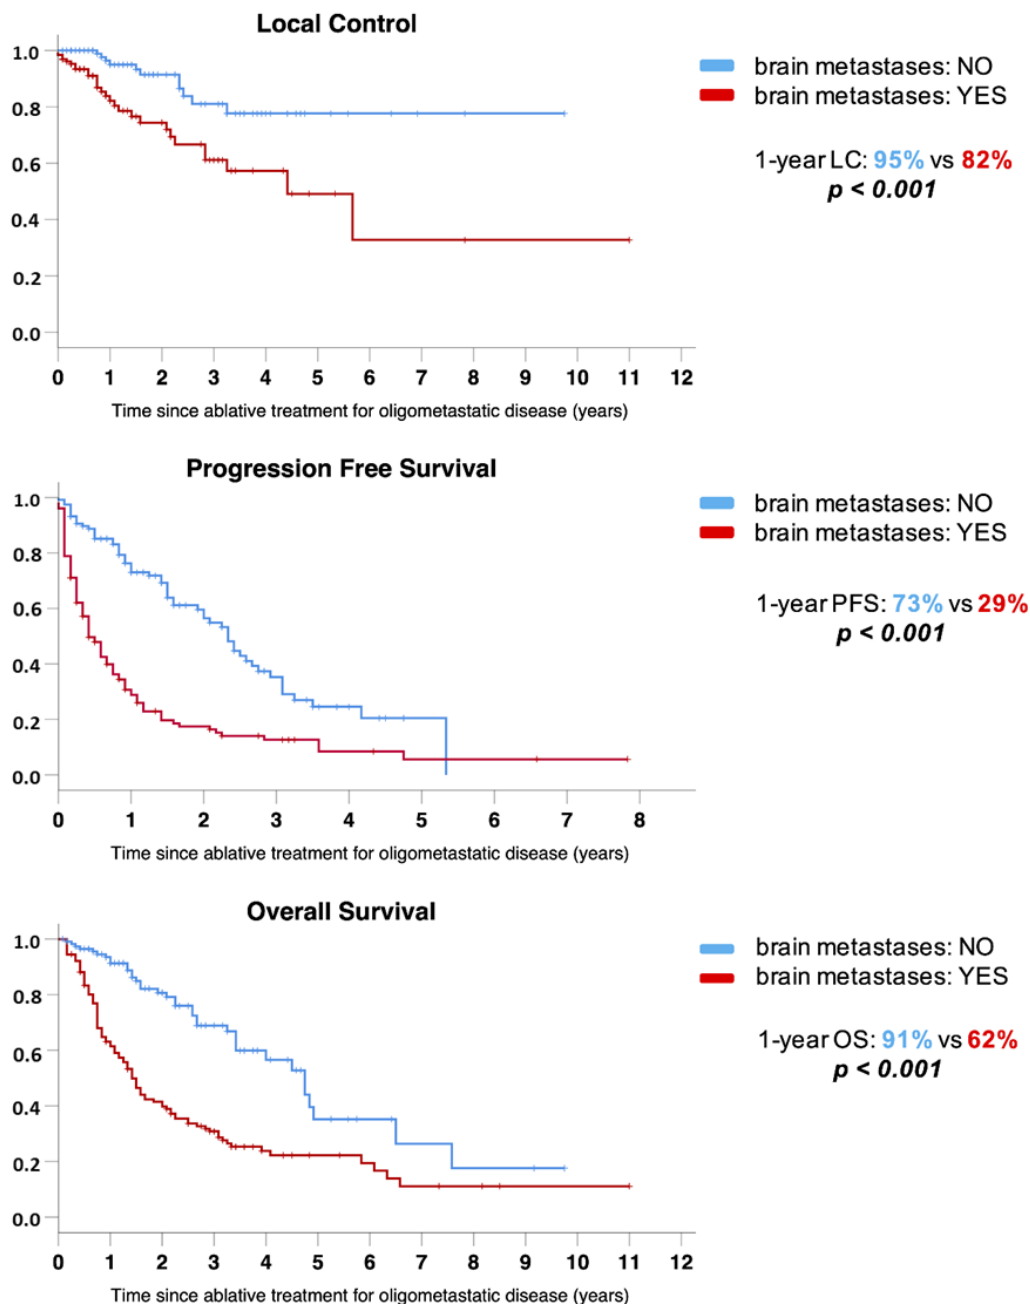 Local Control
1.0
0.8
0.6
0.4
0.2
0.0
0 1 2 3 4 5 6 7 8 9 10 11 12
Time since ablative treatment for oligometastatic disease (years)
brain metastases: NO
brain metastases: YES
1-year LC: 95% vs 82%
p < 0.001
Progression Free Survival
1.0
0.8
0.6
0.4
0.2
0.0
0 1 2 3 4 5 6 7 8
Time since ablative treatment for oligometastatic disease (years)
brain metastases: NO
brain metastases: YES
1-year PFS: 73% vs 29%
p < 0.001
Overall Survival
1.0
0.8
0.6
0.4
0.2
0.0
0 1 2 3 4 5 6 7 8 9 10 11 12
Time since ablative treatment for oligometastatic disease (years)
brain metastases: NO
brain metastases: YES
1-year OS: 91% vs 62%
p < 0.001